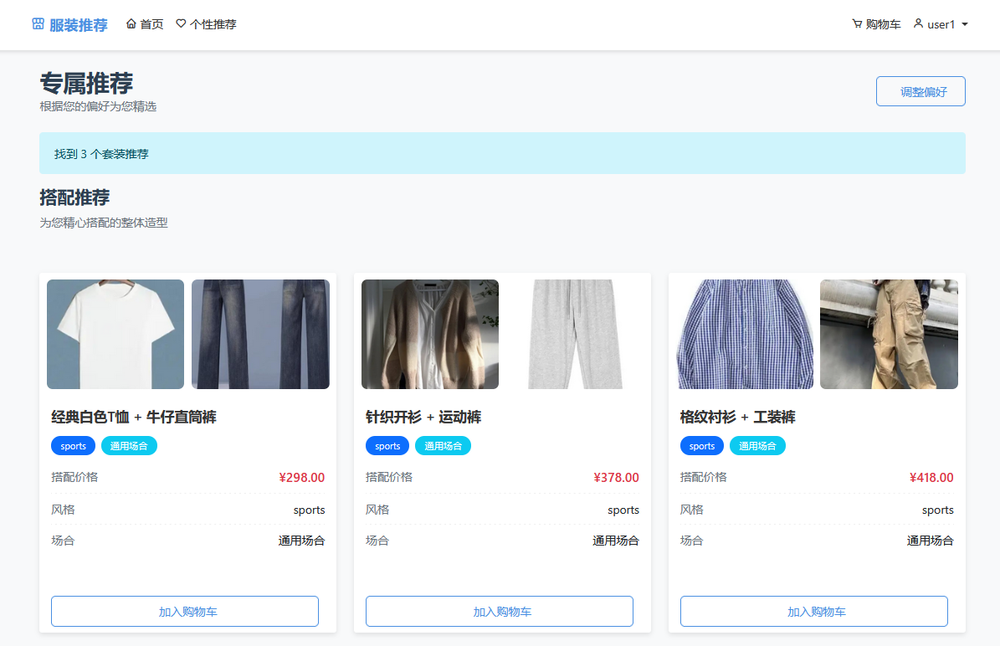 服装推荐 首页 个性推荐 购物车 user1
专属推荐
调整偏好
根据您的偏好为您精选
找到 3 个套装推荐
搭配推荐
为您精心搭配的整体造型
经典白色T恤 + 牛仔直筒裤
sports 通用场合
搭配价格 ¥298.00
风格 sports
场合 通用场合
加入购物车
针织开衫 + 运动裤
sports 通用场合
搭配价格 ¥378.00
风格 sports
场合 通用场合
加入购物车
格纹衬衫 + 工装裤
sports 通用场合
搭配价格 ¥418.00
风格 sports
场合 通用场合
加入购物车